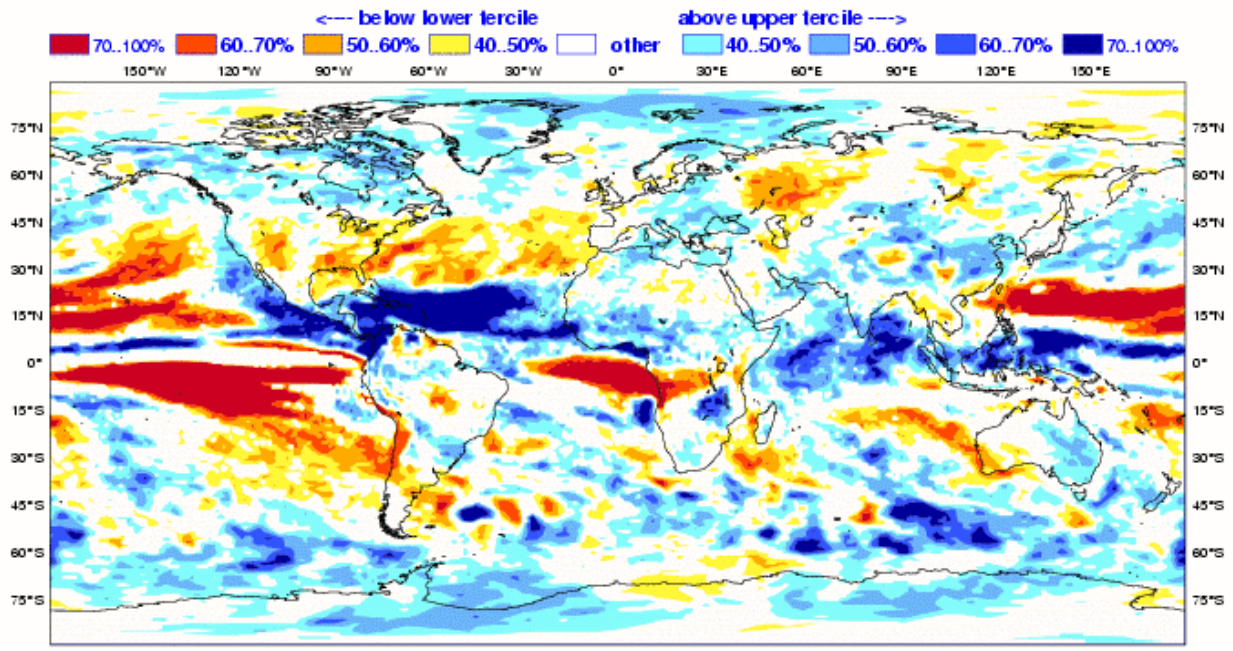 <---- below lower tercile above upper tercile ---->
70..100% 60..70% 50..60% 40..50% other 40..50% 50..60% 60..70% 70..100%
150°W 120°W 90°W 60°W 30°W 0° 30°E 60°E 90°E 120°E 150°E
75°N 75°N
60°N 60°N
45°N 45°N
30°N 30°N
15°N 15°N
0° 0°
15°S 15°S
30°S 30°S
45°S 45°S
60°S 60°S
75°S 75°S